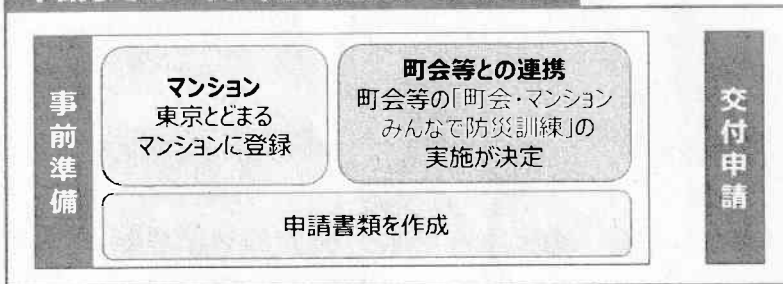 事前準備
マンション
東京とどまる
マンションに登録
町会等との連携
町会等の「町会・マンション
みんなで防災訓練」の
実施が決定
申請書類を作成
交付申請